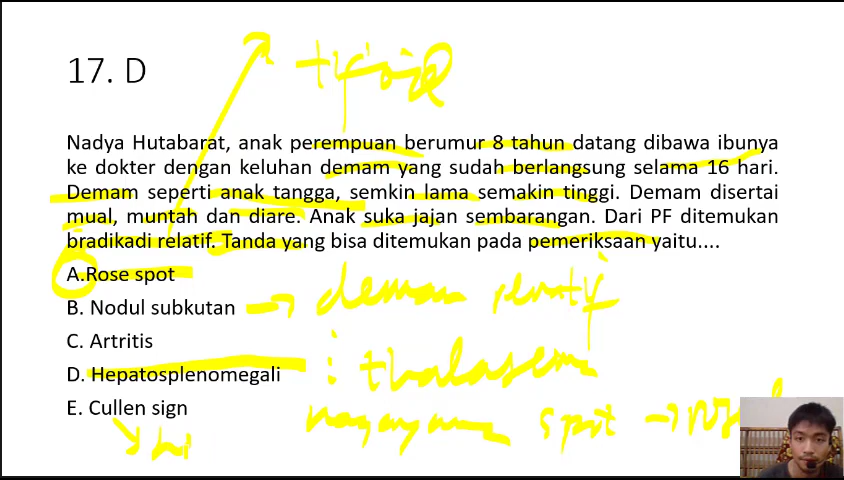 17. D
tifoid
Nadya Hutabarat, anak perempuan berumur 8 tahun datang dibawa ibunya
ke dokter dengan keluhan demam yang sudah berlangsung selama 16 hari.
Demam seperti anak tangga, semkin lama semakin tinggi. Demam disertai
mual, muntah dan diare. Anak suka jajan sembarangan. Dari PF ditemukan
bradikadi relatif. Tanda yang bisa ditemukan pada pemeriksaan yaitu....
A.Rose spot
B. Nodul subkutan
demam
C. Artritis
D. Hepatosplenomegali
E. Cullen sign
spot